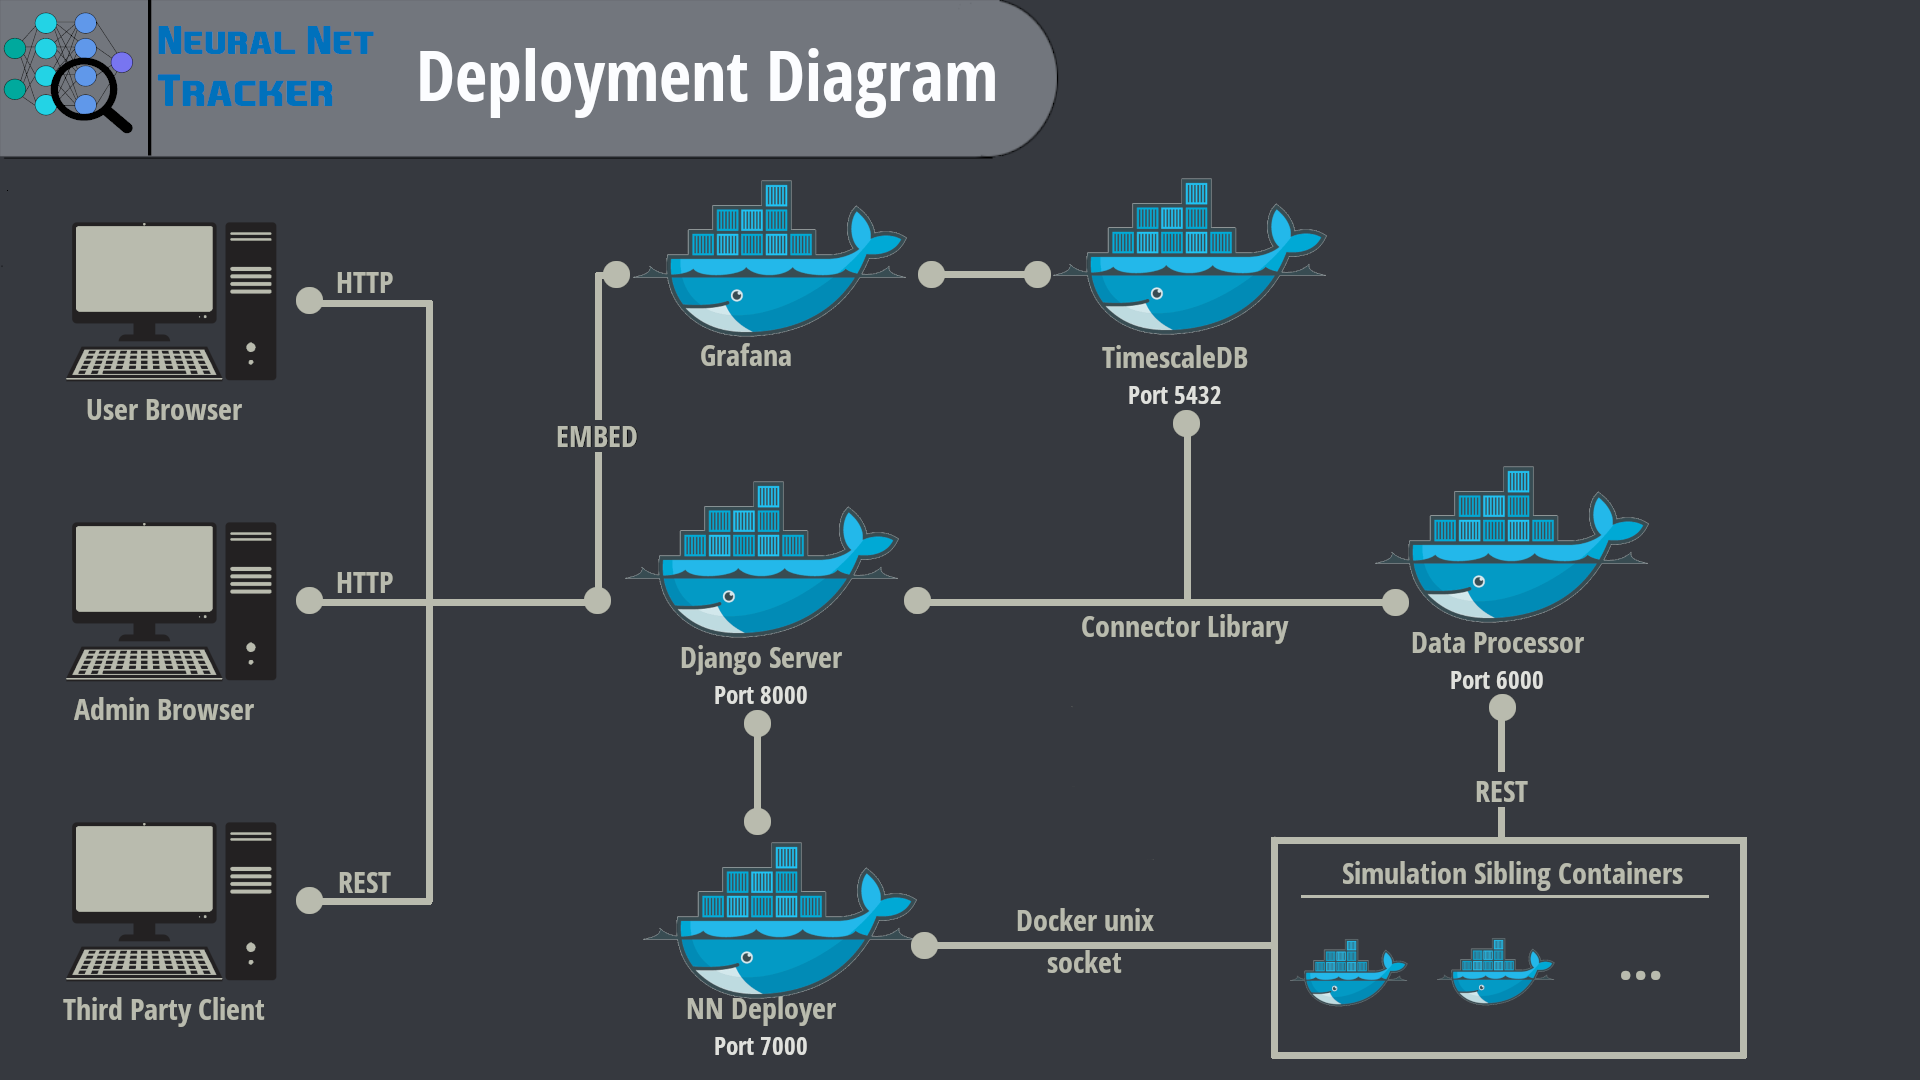 NEURAL NET
TRACKER
Deployment Diagram
HTTP
User Browser
Grafana
TimescaleDB
Port 5432
EMBED
HTTP
Admin Browser
Django Server
Port 8000
Connector Library
Data Processor
Port 6000
REST
REST
Third Party Client
NN Deployer
Port 7000
Docker unix
socket
Simulation Sibling Containers
...